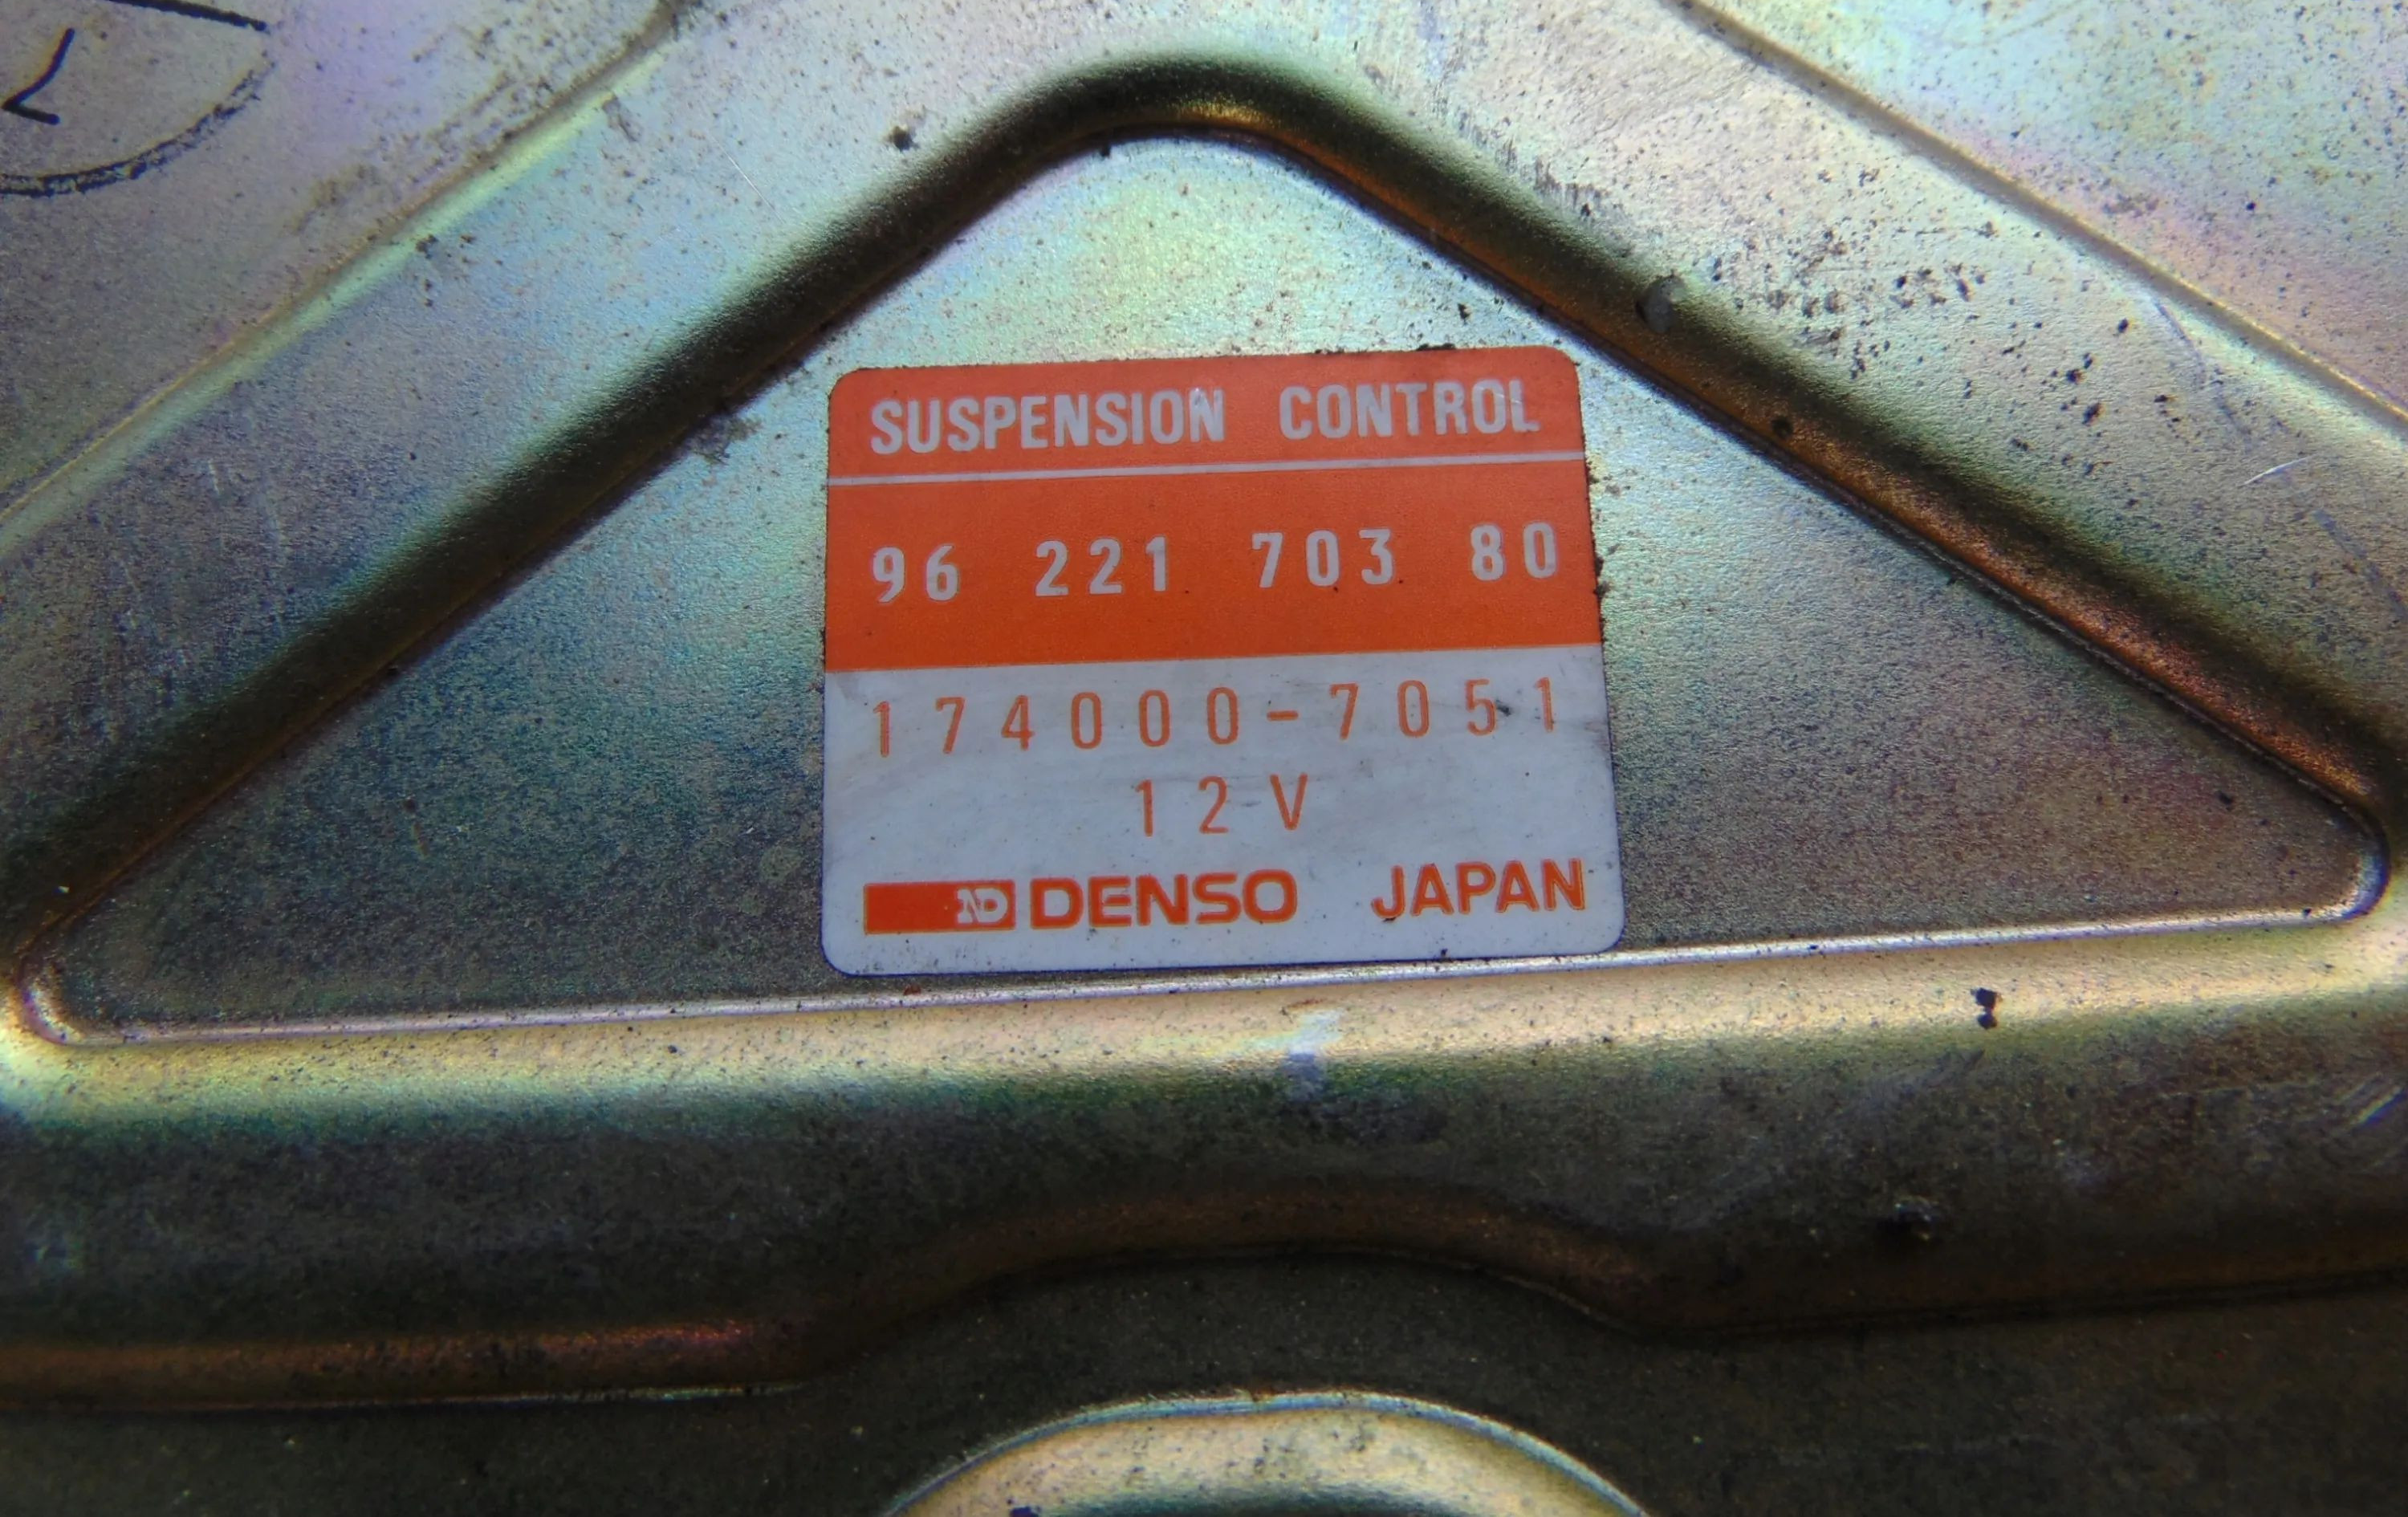 SUSPENSION CONTROL
96 221 703 80
174000-7051
12V
ND DENSO JAPAN